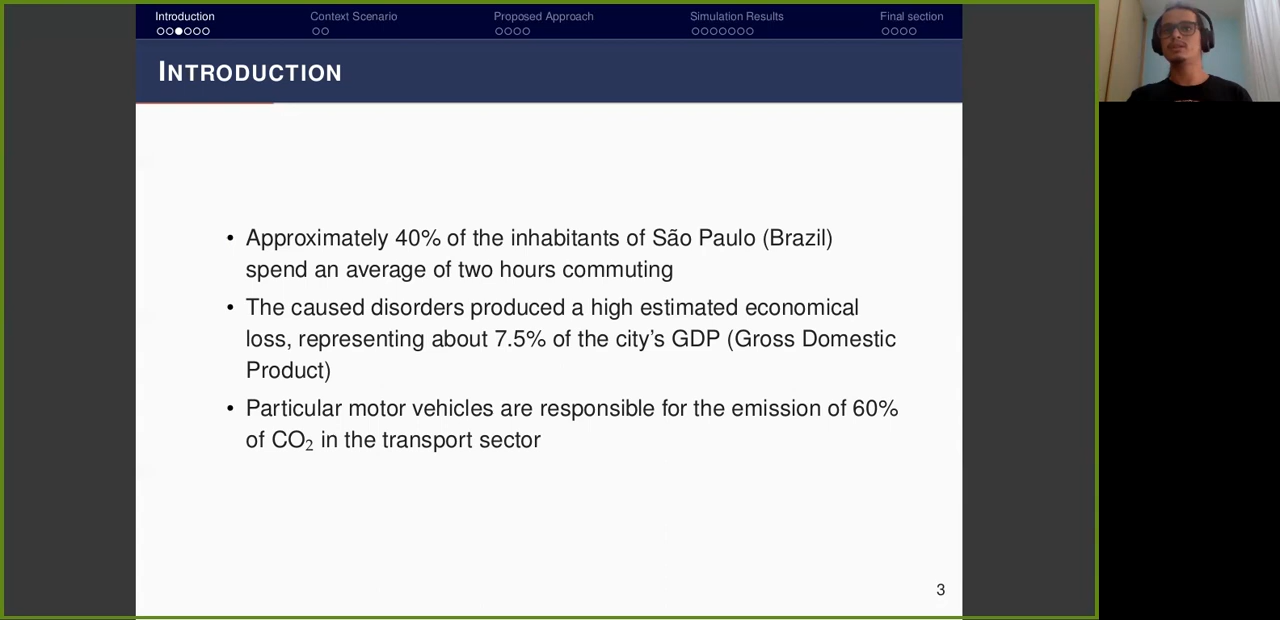 Introduction
Context Scenario
Proposed Approach
Simulation Results
Final section
INTRODUCTION
• Approximately 40% of the inhabitants of São Paulo (Brazil)
spend an average of two hours commuting
• The caused disorders produced a high estimated economical
loss, representing about 7.5% of the city's GDP (Gross Domestic
Product)
• Particular motor vehicles are responsible for the emission of 60%
of CO₂ in the transport sector
3